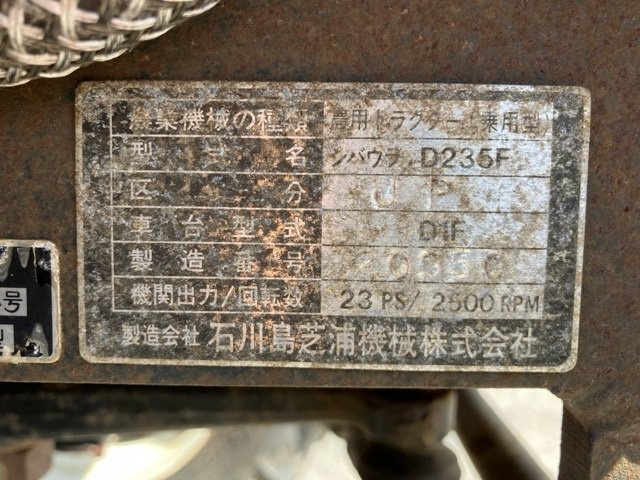 農業機械の種類 農用トラクター(乗用型)
型式名 シバウラ D235F
区分 JP
車台型式 D1F
製造番号
機関出力/回転数 23 PS/2500 RPM
製造会社 石川島芝浦機械株式会社
号
型